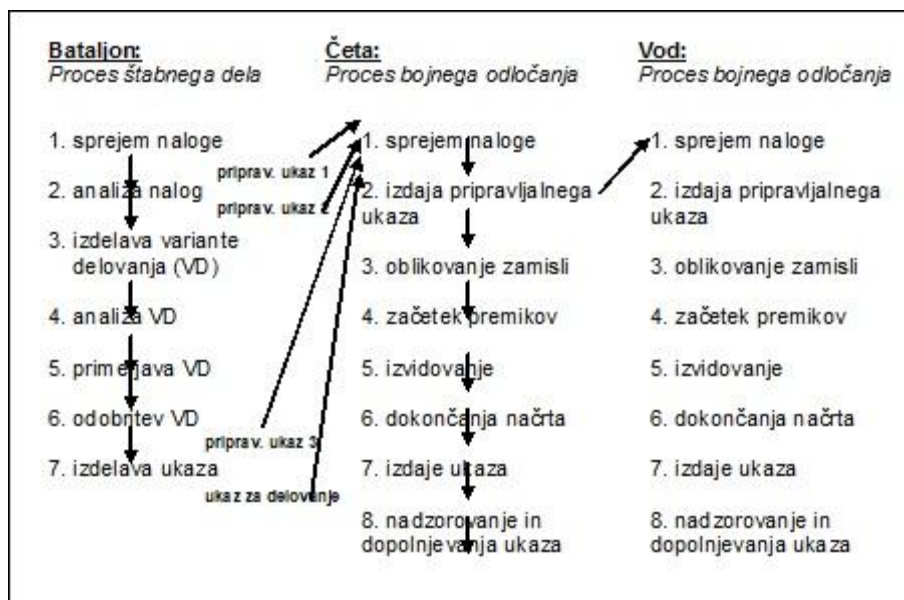 Bataljon:
Proces štabnega dela
1. sprejem naloge
2. analiza nalog
3. izdelava variante
delovanja (VD)
4. analiza VD
5. primerjava VD
6. odobritev VD
7. izdelava ukaza
priprav. ukaz 1
priprav. ukaz 2
priprav. ukaz 3
ukaz za delovanje
Četa:
Proces bojnega odločanja
1. sprejem naloge
2. izdaja pripravljalnega
ukaza
3. oblikovanje zamisli
4. začetek premikov
5. izvidovanje
6. dokončanja načrta
7. izdaje ukaza
8. nadzorovanje in
dopolnjevanja ukaza
Vod:
Proces bojnega odločanja
1. sprejem naloge
2. izdaja pripravljalnega
ukaza
3. oblikovanje zamisli
4. začetek premikov
5. izvidovanje
6. dokončanja načrta
7. izdaje ukaza
8. nadzorovanje in
dopolnjevanja ukaza